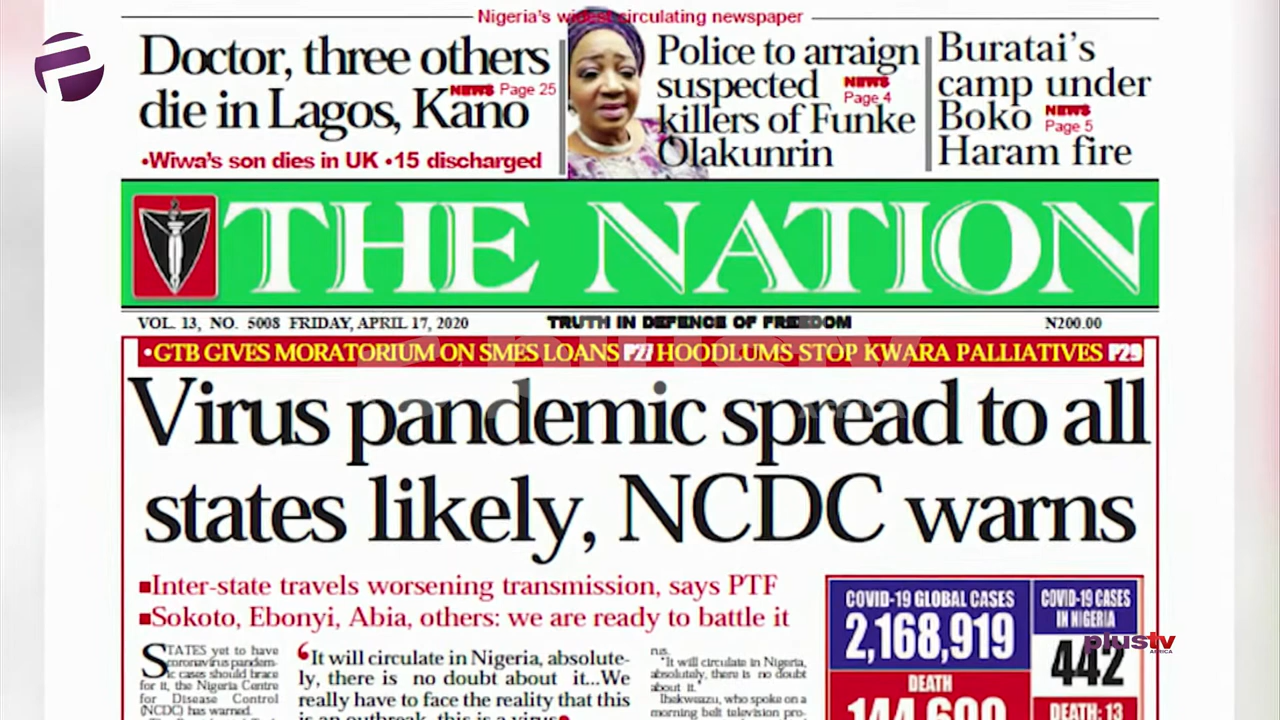 Nigeria's widest circulating newspaper
Doctor, three others
die in Lagos, Kano
NEWS Page 25
•Wiwa's son dies in UK •15 discharged
Police to arraign
suspected
NEWS
Page 4
killers of Funke
Olakunrin
Buratai's
camp under
Boko
NEWS
Page 5
Haram fire
THE NATION
VOL. 13, NO. 5008 FRIDAY, APRIL 17, 2020
TRUTH IN DEFENCE OF FREEDOM
N200.00
•GTB GIVES MORATORIUM ON SMES LOANS P27 HOODLUMS STOP KWARA PALLIATIVES P29
Virus pandemic spread to all
states likely, NCDC warns
■Inter-state travels worsening transmission, says PTF
■Sokoto, Ebonyi, Abia, others: we are ready to battle it
STATES yet to have
coronavirus pandem-
ic cases should brace
for it, the Nigeria Centre
for Disease Control
(NCDC) has warned.
‘It will circulate in Nigeria, absolute-
ly, there is no doubt about it...We
really have to face the reality that this
is an outbreak, this is a virus
rus.
"It will circulate in Nigeria,
absolutely, there is no doubt
about it."
Ihekweazu, who spoke on a
morning belt television pro-
COVID-19 GLOBAL CASES
2,168,919
DEATH
144,600
COVID-19 CASES
IN NIGERIA
442
DEATH: 13
plustv
AFRICA